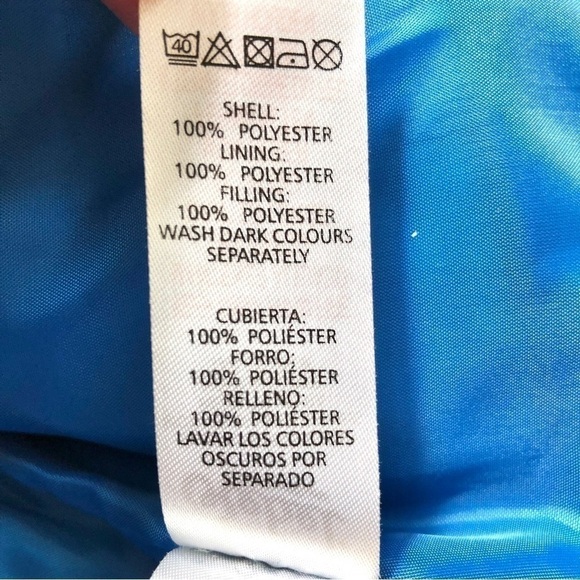 40
SHELL:
100% POLYESTER
LINING:
100% POLYESTER
FILLING:
100% POLYESTER
WASH DARK COLOURS
SEPARATELY
CUBIERTA:
100% POLIÉSTER
FORRO:
100% POLIÉSTER
RELLENO:
100% POLIÉSTER
LAVAR LOS COLORES
OSCUROS POR
SEPARADO